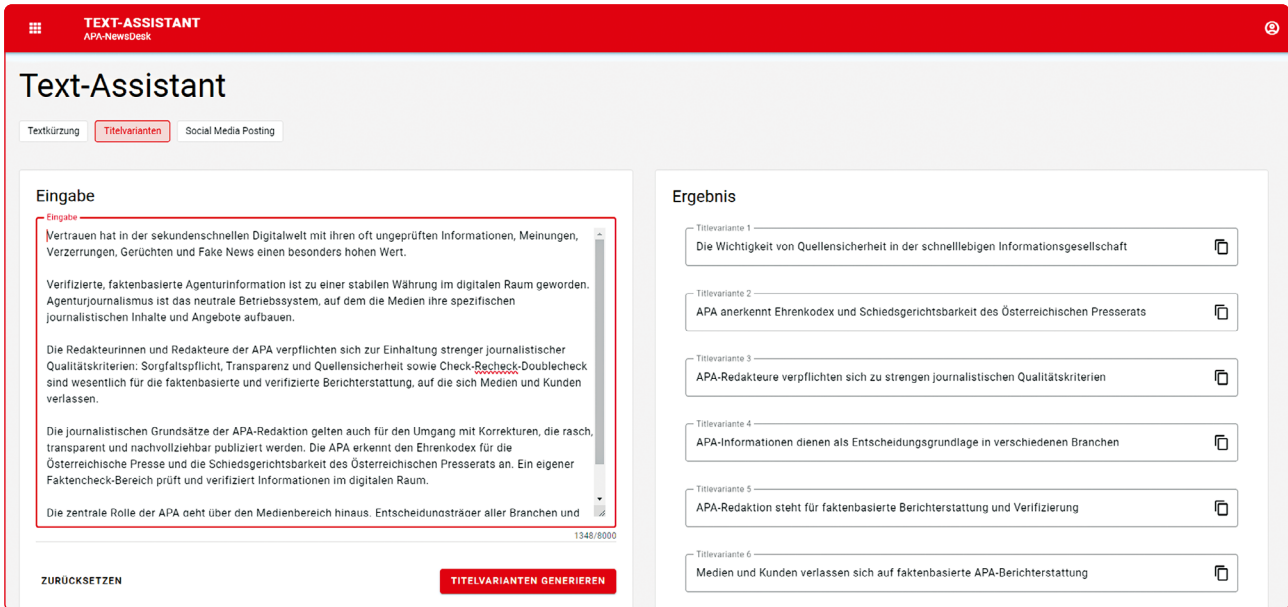 TEXT-ASSISTANT
APA-NewsDesk
Text-Assistant
Textkürzung
Titelvarianten
Social Media Posting
Eingabe
Eingabe
Vertrauen hat in der sekundenschnellen Digitalwelt mit ihren oft ungeprüften Informationen, Meinungen,
Verzerrungen, Gerüchten und Fake News einen besonders hohen Wert.
Verifizierte, faktenbasierte Agenturinformation ist zu einer stabilen Währung im digitalen Raum geworden.
Agenturjournalismus ist das neutrale Betriebssystem, auf dem die Medien ihre spezifischen
journalistischen Inhalte und Angebote aufbauen.
Die Redakteurinnen und Redakteure der APA verpflichten sich zur Einhaltung strenger journalistischer
Qualitätskriterien: Sorgfaltspflicht, Transparenz und Quellensicherheit sowie Check-Recheck-Doublecheck
sind wesentlich für die faktenbasierte und verifizierte Berichterstattung, auf die sich Medien und Kunden
verlassen.
Die journalistischen Grundsätze der APA-Redaktion gelten auch für den Umgang mit Korrekturen, die rasch,
transparent und nachvollziehbar publiziert werden. Die APA erkennt den Ehrenkodex für die
Österreichische Presse und die Schiedsgerichtsbarkeit des Österreichischen Presserats an. Ein eigener
Faktencheck-Bereich prüft und verifiziert Informationen im digitalen Raum.
Die zentrale Rolle der APA geht über den Medienbereich hinaus. Entscheidungsträger aller Branchen und
1348/8000
ZURÜCKSETZEN
TITELVARIANTEN GENERIEREN
Ergebnis
Titlevariante 1
Die Wichtigkeit von Quellensicherheit in der schnelllebigen Informationsgesellschaft
Titlevariante 2
APA anerkennt Ehrenkodex und Schiedsgerichtsbarkeit des Österreichischen Presserats
Titlevariante 3
APA-Redakteure verpflichten sich zu strengen journalistischen Qualitätskriterien
Titlevariante 4
APA-Informationen dienen als Entscheidungsgrundlage in verschiedenen Branchen
Titlevariante 5
APA-Redaktion steht für faktenbasierte Berichterstattung und Verifizierung
Titlevariante 6
Medien und Kunden verlassen sich auf faktenbasierte APA-Berichterstattung